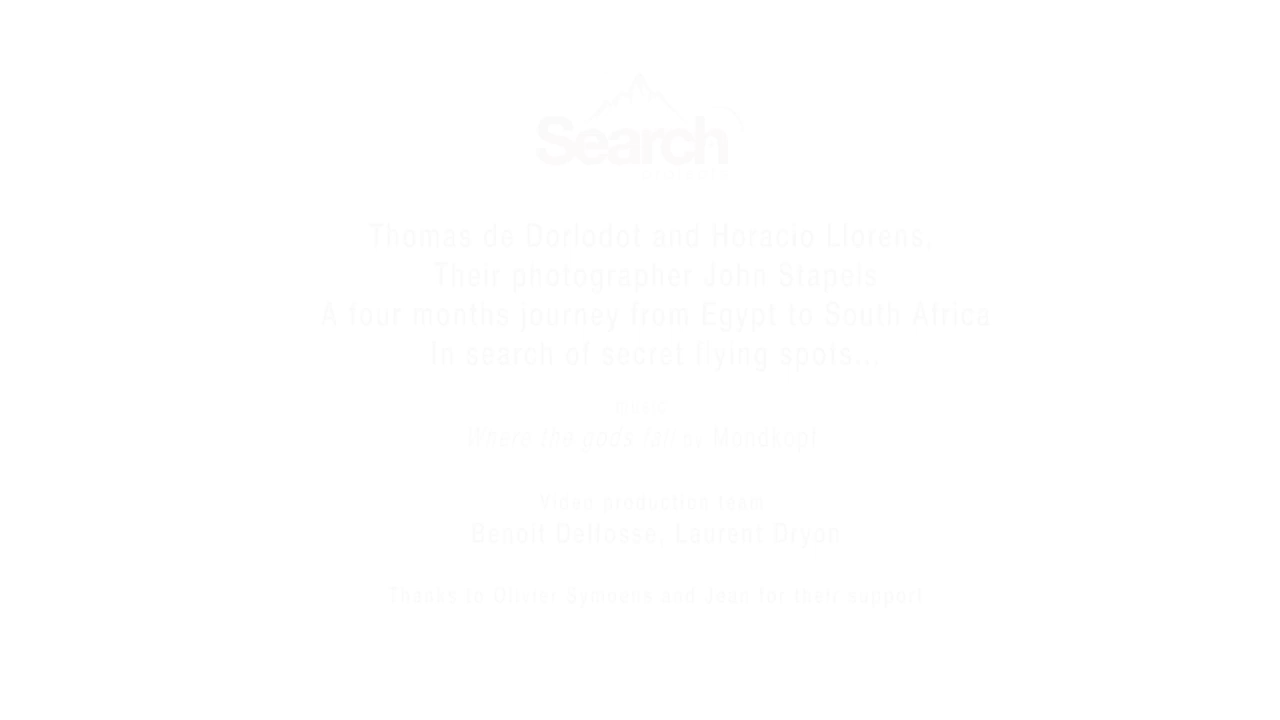 Search
Thomas de Dorlodot and Horacio Llorens.
Their photographer John Stapels
A four months journey from Egypt to South Africa
In search of secret flying spots...
Music
Where the gods fail, Mondkopf
Video production team
Benoit Delfosse, Laurent Dryon
Thanks to Olivier Symoens and Joan for their support